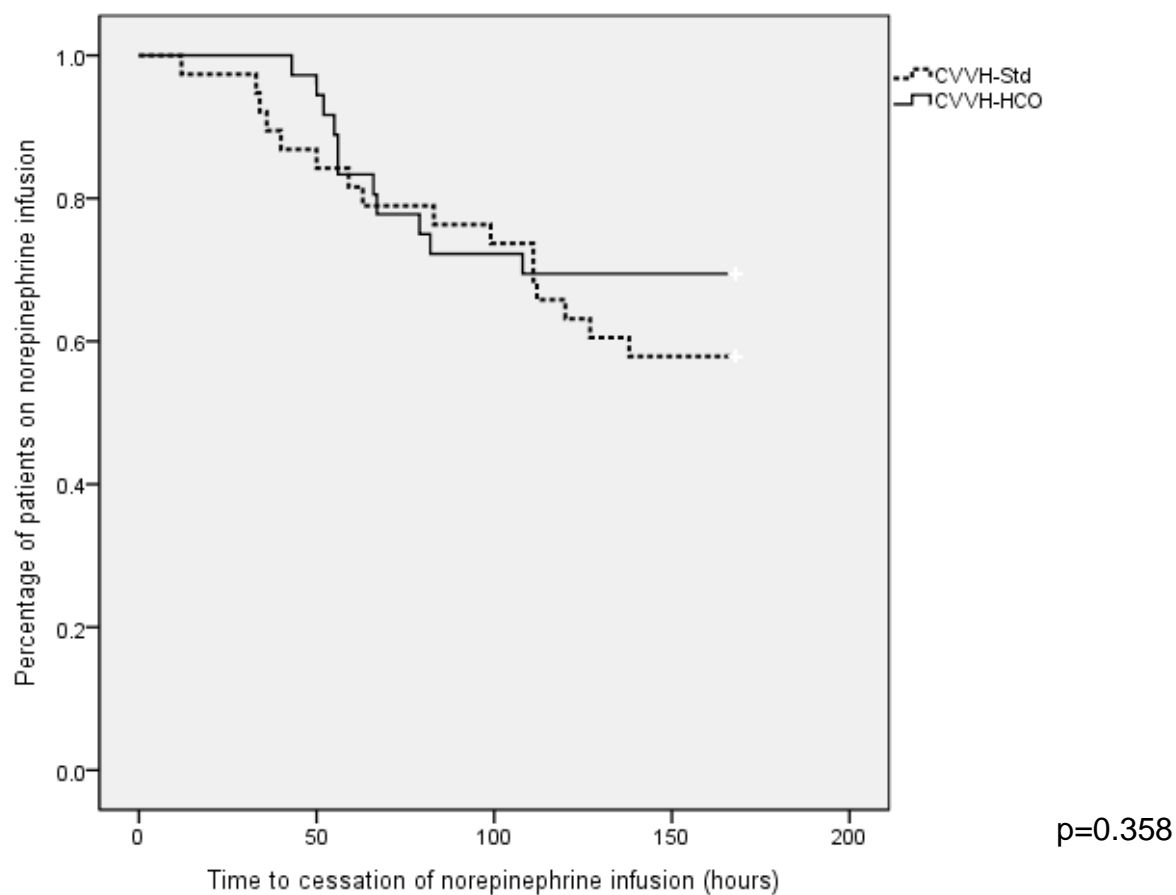 CVVH-Std
CVVH-HCO
Percentage of patients on norepinephrine infusion
1.0
0.8
0.6
0.4
0.2
0.0
0
50
100
150
200
Time to cessation of norepinephrine infusion (hours)
p=0.358